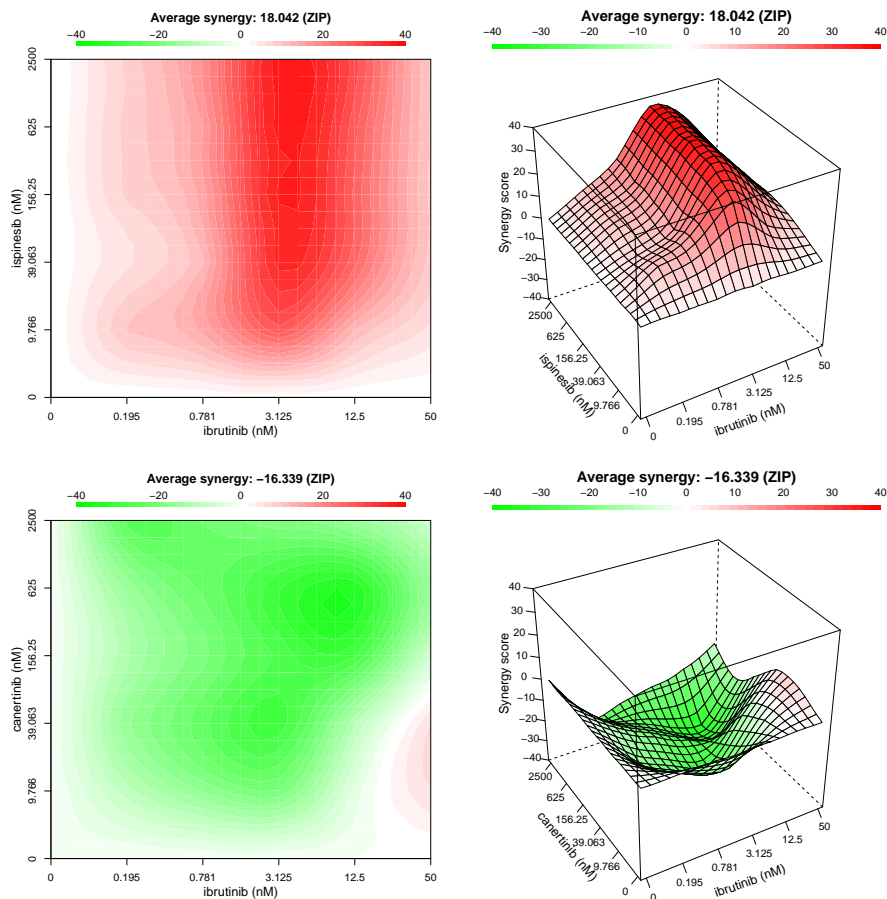 Average synergy: 18.042 (ZIP)
−40 −20 0 20 40
2500
625
156.25
39.063
9.766
0
ispinesib (nM)
0 0.195 0.781 3.125 12.5 50
ibrutinib (nM)
Average synergy: 18.042 (ZIP)
−40 −30 −20 −10 0 10 20 30 40
40
30
20
10
0
−10
−20
−30
−40
Synergy score
2500
625
156.25
39.063
9.766
0
ispinesib (nM)
0 0.195 0.781 3.125 12.5 50
ibrutinib (nM)
Average synergy: −16.339 (ZIP)
−40 −20 0 20 40
2500
625
156.25
39.063
9.766
0
canertinib (nM)
0 0.195 0.781 3.125 12.5 50
ibrutinib (nM)
Average synergy: −16.339 (ZIP)
−40 −30 −20 −10 0 10 20 30 40
40
30
20
10
0
−10
−20
−30
−40
Synergy score
2500
625
156.25
39.063
9.766
0
canertinib (nM)
0 0.195 0.781 3.125 12.5 50
ibrutinib (nM)